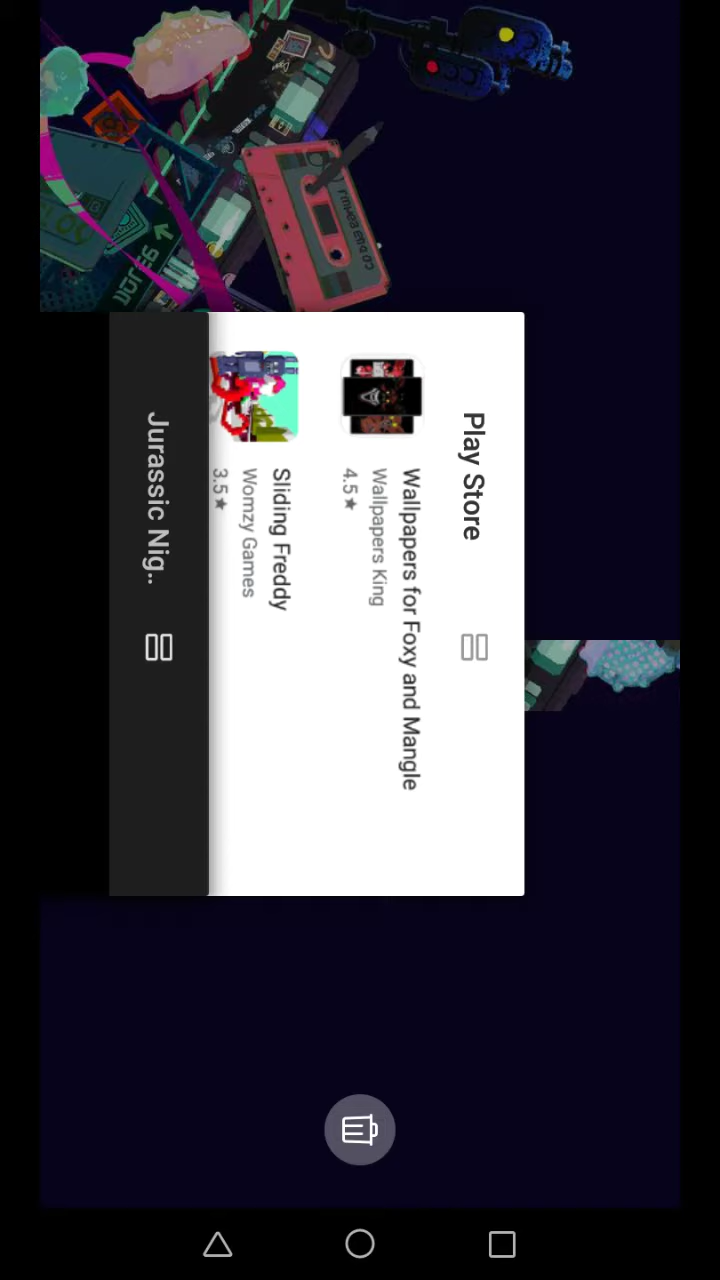 Play Store
Wallpapers for Foxy and Mangle
Wallpapers King
4.5★
Sliding Freddy
Womzy Games
3.5★
Jurassic Nig..